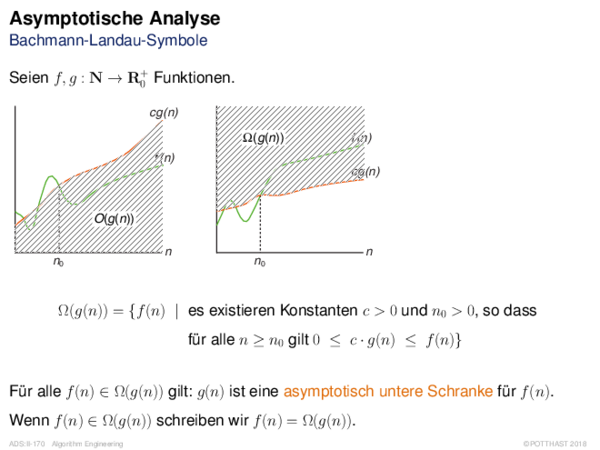 Asymptotische Analyse
Bachmann-Landau-Symbole
Seien f, g : N → R₀⁺ Funktionen.
cg(n)
f(n)
O(g(n))
n
n₀
Ω(g(n))
f(n)
cg(n)
n
n₀
Ω(g(n)) = {f(n) | es existieren Konstanten c > 0 und n₀ > 0, so dass
für alle n ≥ n₀ gilt 0 ≤ c · g(n) ≤ f(n)}
Für alle f(n) ∈ Ω(g(n)) gilt: g(n) ist eine asymptotisch untere Schranke für f(n).
Wenn f(n) ∈ Ω(g(n)) schreiben wir f(n) = Ω(g(n)).
ADS:II-170 Algorithm Engineering
©POTTHAST 2018